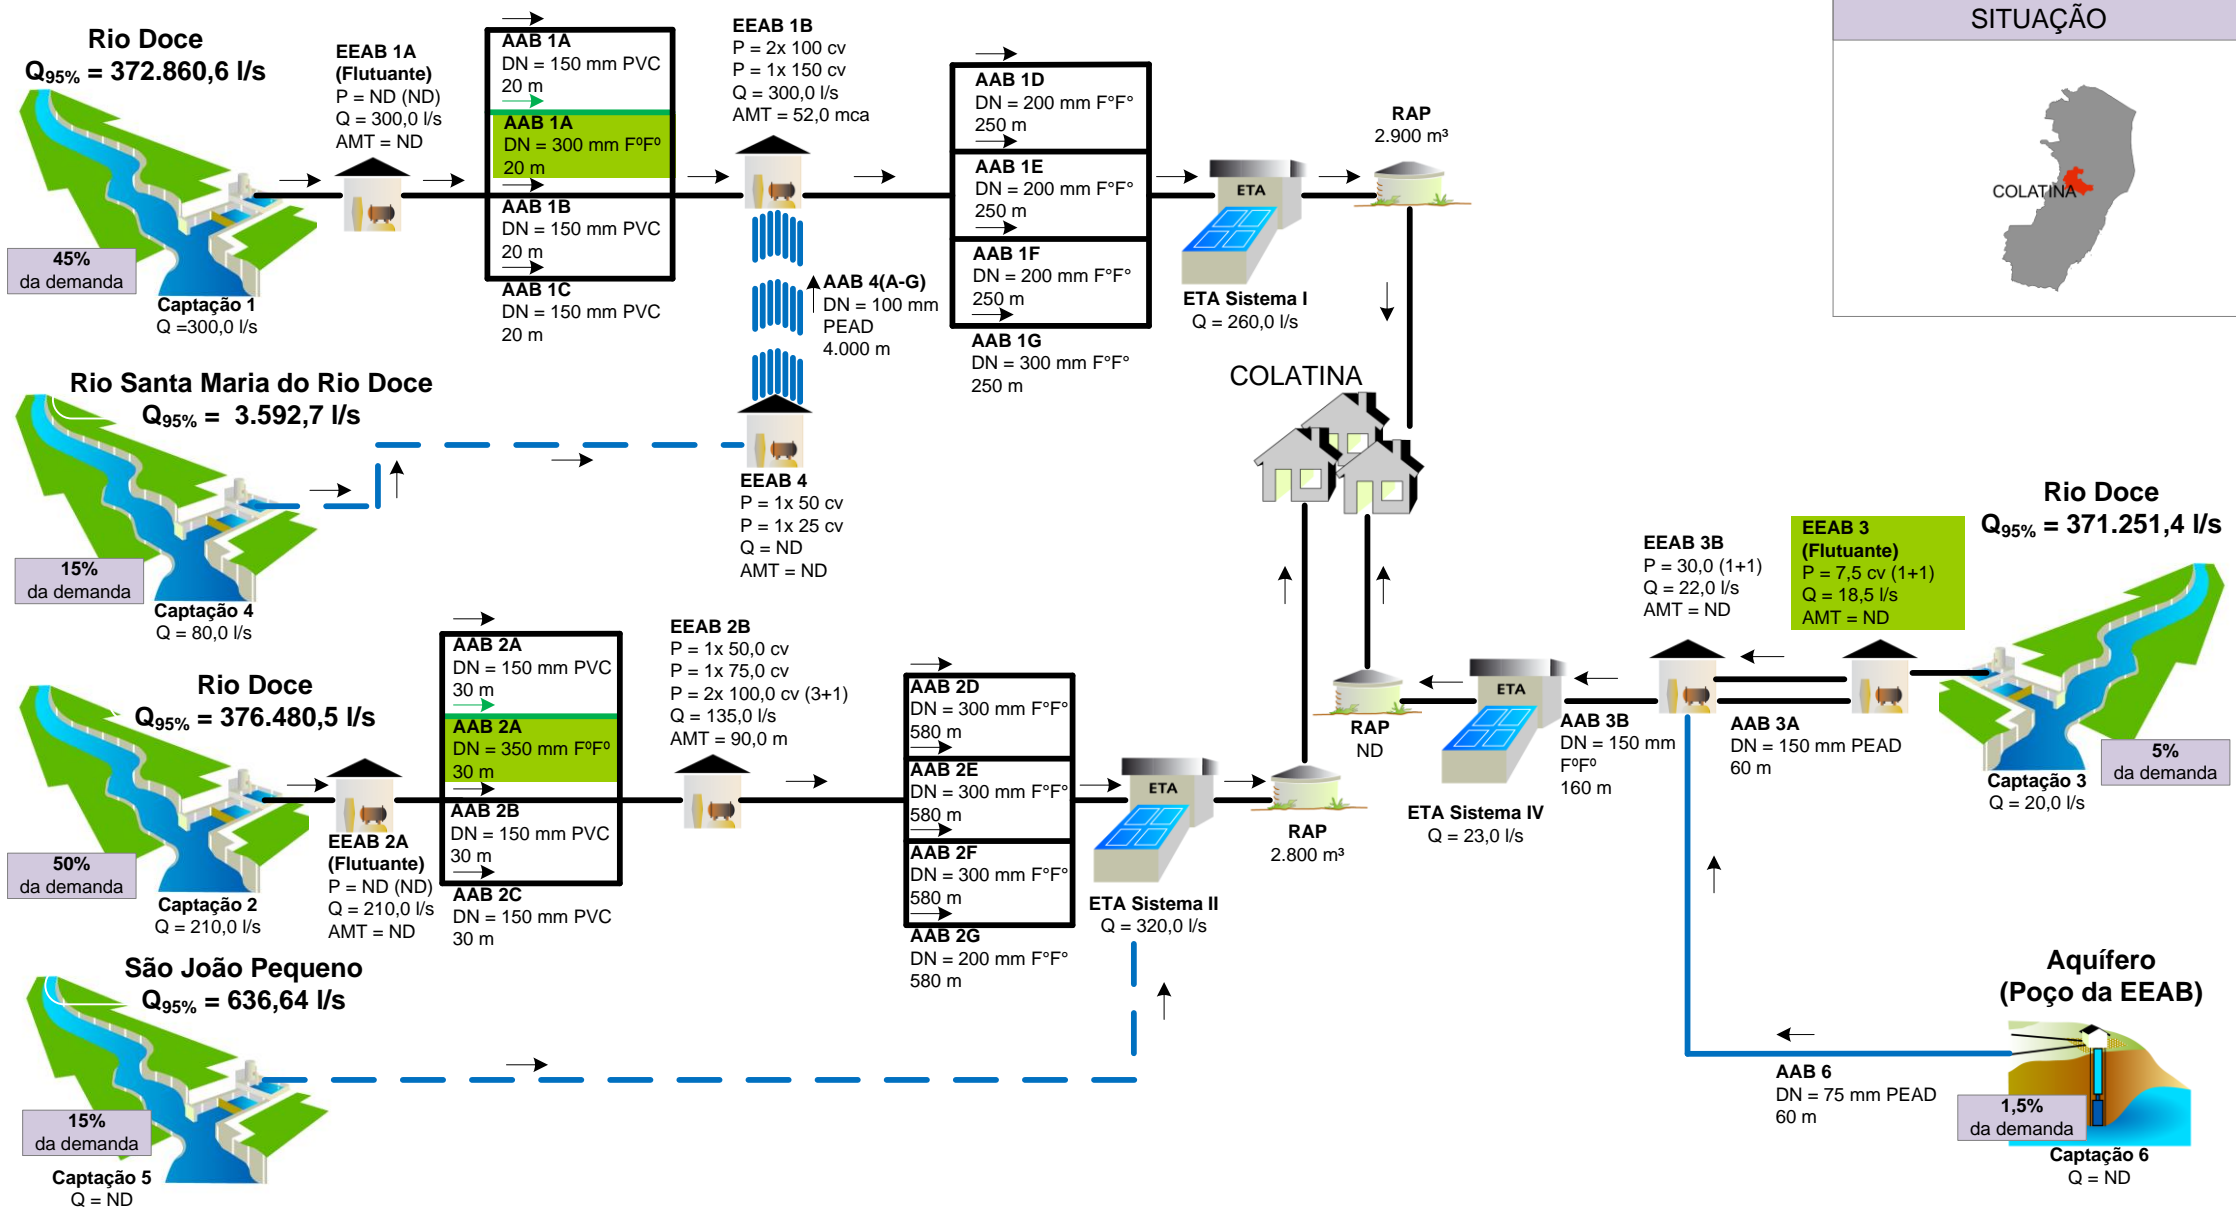 SITUAÇÃO
COLATINA
Rio Doce
Q95% = 372.860,6 l/s
45%
da demanda
Captação 1
Q =300,0 l/s
EEAB 1A
(Flutuante)
P = ND (ND)
Q = 300,0 l/s
AMT = ND
AAB 1A
DN = 150 mm PVC
20 m
AAB 1A
DN = 300 mm FºFº
20 m
AAB 1B
DN = 150 mm PVC
20 m
AAB 1C
DN = 150 mm PVC
20 m
EEAB 1B
P = 2x 100 cv
P = 1x 150 cv
Q = 300,0 l/s
AMT = 52,0 mca
AAB 1D
DN = 200 mm F°F°
250 m
AAB 1E
DN = 200 mm F°F°
250 m
AAB 1F
DN = 200 mm F°F°
250 m
AAB 1G
DN = 300 mm F°F°
250 m
ETA
ETA Sistema I
Q = 260,0 l/s
RAP
2.900 m³
AAB 4(A-G)
DN = 100 mm
PEAD
4.000 m
Rio Santa Maria do Rio Doce
Q95% = 3.592,7 l/s
15%
da demanda
Captação 4
Q = 80,0 l/s
EEAB 4
P = 1x 50 cv
P = 1x 25 cv
Q = ND
AMT = ND
COLATINA
Rio Doce
Q95% = 376.480,5 l/s
50%
da demanda
Captação 2
Q = 210,0 l/s
EEAB 2A
(Flutuante)
P = ND (ND)
Q = 210,0 l/s
AMT = ND
AAB 2A
DN = 150 mm PVC
30 m
AAB 2A
DN = 350 mm FºFº
30 m
AAB 2B
DN = 150 mm PVC
30 m
AAB 2C
DN = 150 mm PVC
30 m
EEAB 2B
P = 1x 50,0 cv
P = 1x 75,0 cv
P = 2x 100,0 cv (3+1)
Q = 135,0 l/s
AMT = 90,0 m
AAB 2D
DN = 300 mm F°F°
580 m
AAB 2E
DN = 300 mm F°F°
580 m
AAB 2F
DN = 300 mm F°F°
580 m
AAB 2G
DN = 200 mm F°F°
580 m
ETA
ETA Sistema II
Q = 320,0 l/s
RAP
2.800 m³
São João Pequeno
Q95% = 636,64 l/s
15%
da demanda
Captação 5
Q = ND
Rio Doce
Q95% = 371.251,4 l/s
5%
da demanda
Captação 3
Q = 20,0 l/s
EEAB 3
(Flutuante)
P = 7,5 cv (1+1)
Q = 18,5 l/s
AMT = ND
AAB 3A
DN = 150 mm PEAD
60 m
EEAB 3B
P = 30,0 (1+1)
Q = 22,0 l/s
AMT = ND
AAB 3B
DN = 150 mm
FºFº
160 m
ETA
ETA Sistema IV
Q = 23,0 l/s
RAP
ND
Aquífero
(Poço da EEAB)
AAB 6
DN = 75 mm PEAD
60 m
1,5%
da demanda
Captação 6
Q = ND